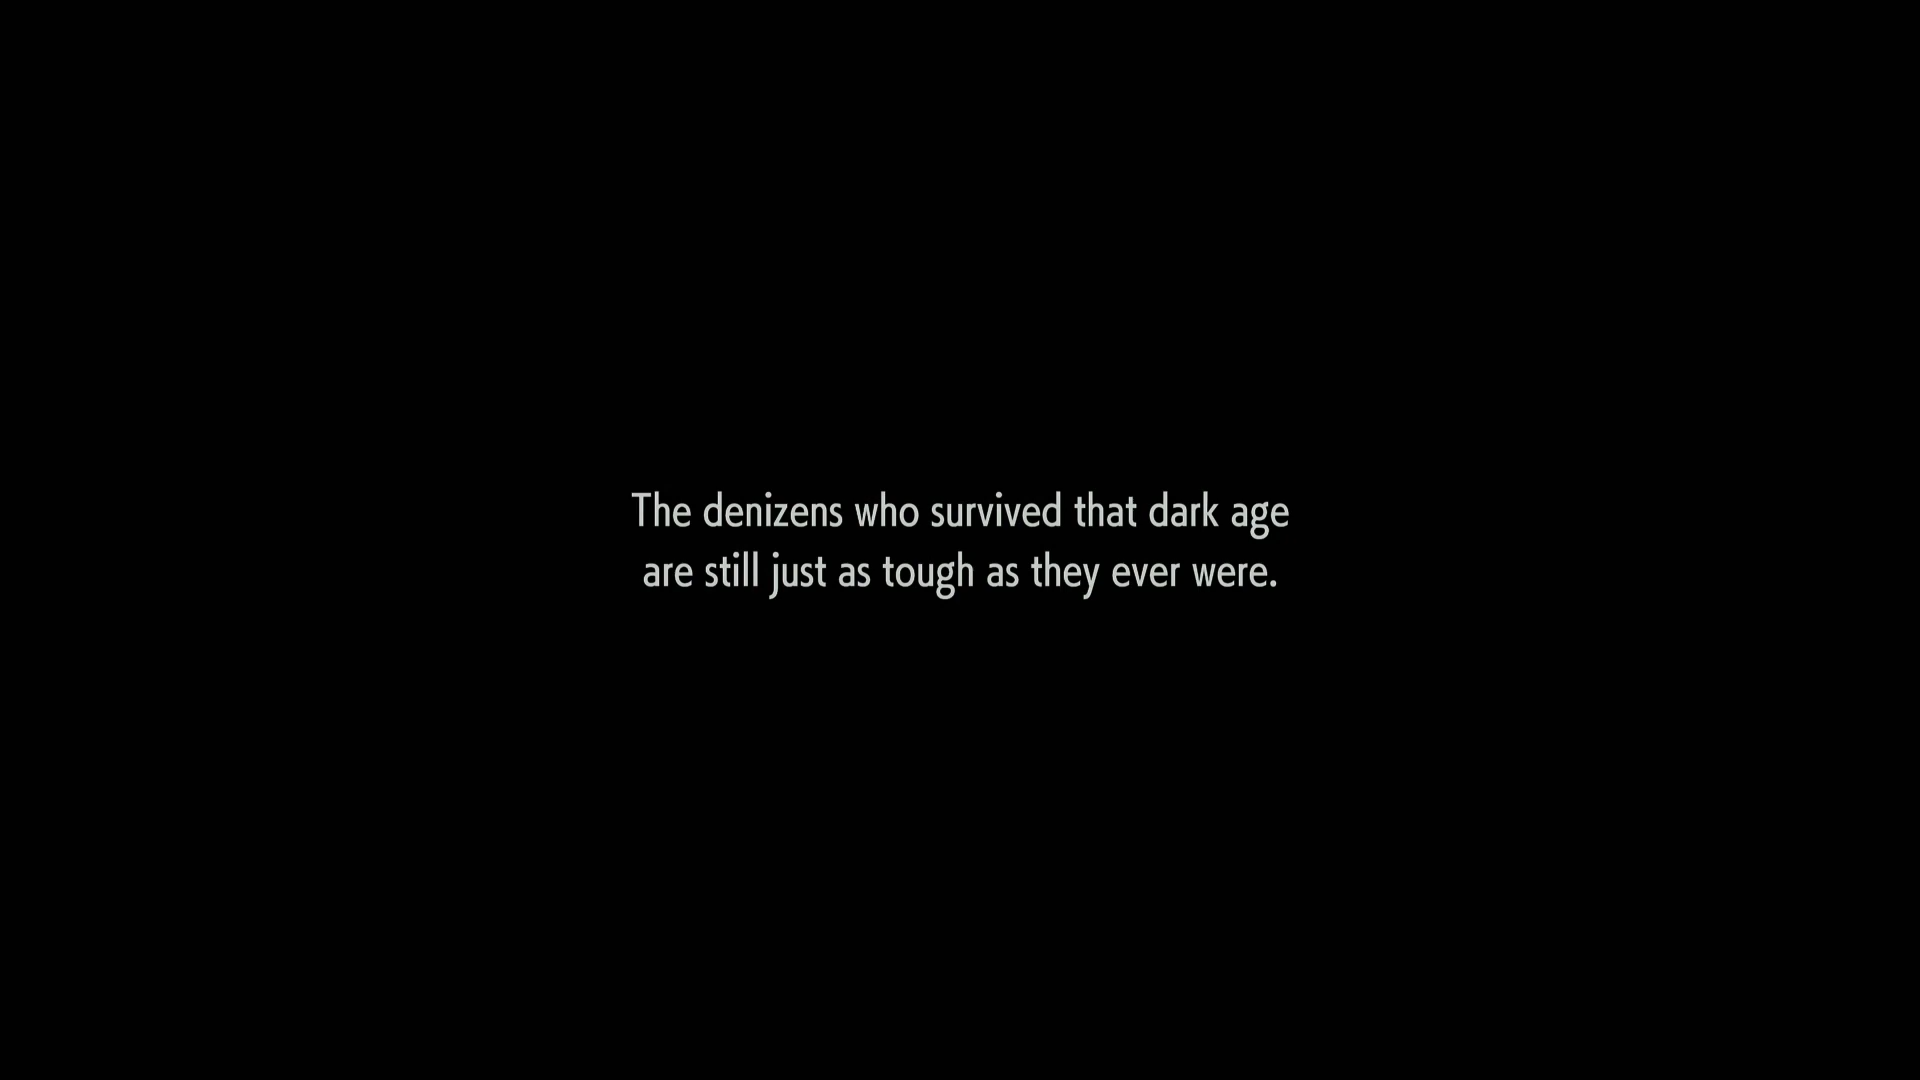 The denizens who survived that dark age
are still just as tough as they ever were.